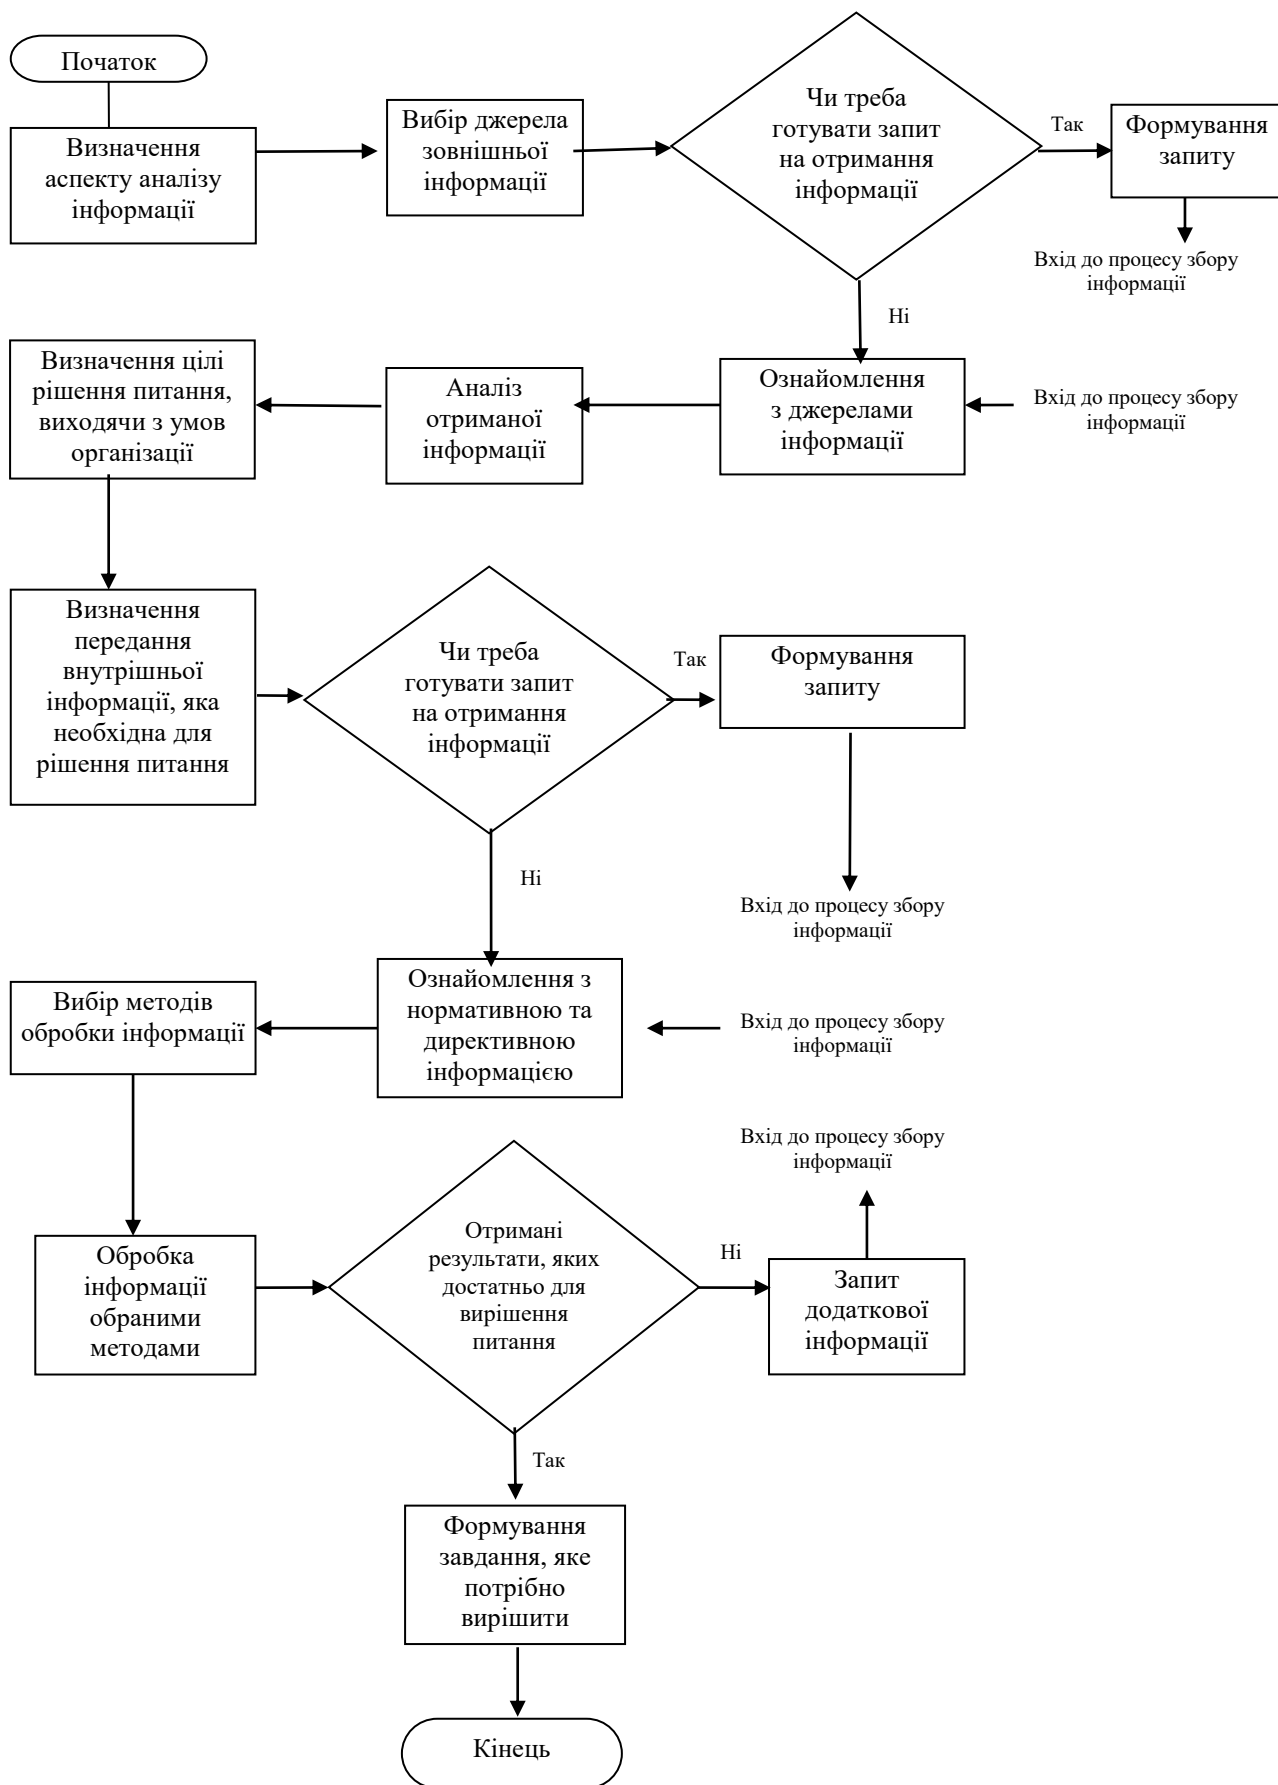 Початок
Визначення
аспекту аналізу
інформації
Вибір джерела
зовнішньої
інформації
Чи треба
готувати запит
на отримання
інформації
Так
Формування
запиту
Вхід до процесу збору
інформації
Ні
Визначення цілі
рішення питання,
виходячи з умов
організації
Аналіз
отриманої
інформації
Ознайомлення
з джерелами
інформації
Вхід до процесу збору
інформації
Визначення
передання
внутрішньої
інформації, яка
необхідна для
рішення питання
Чи треба
готувати запит
на отримання
інформації
Так
Формування
запиту
Ні
Вхід до процесу збору
інформації
Вибір методів
обробки інформації
Ознайомлення з
нормативною та
директивною
інформацією
Вхід до процесу збору
інформації
Вхід до процесу збору
інформації
Обробка
інформації
обраними
методами
Отримані
результати, яких
достатньо для
вирішення
питання
Ні
Запит
додаткової
інформації
Так
Формування
завдання, яке
потрібно
вирішити
Кінець